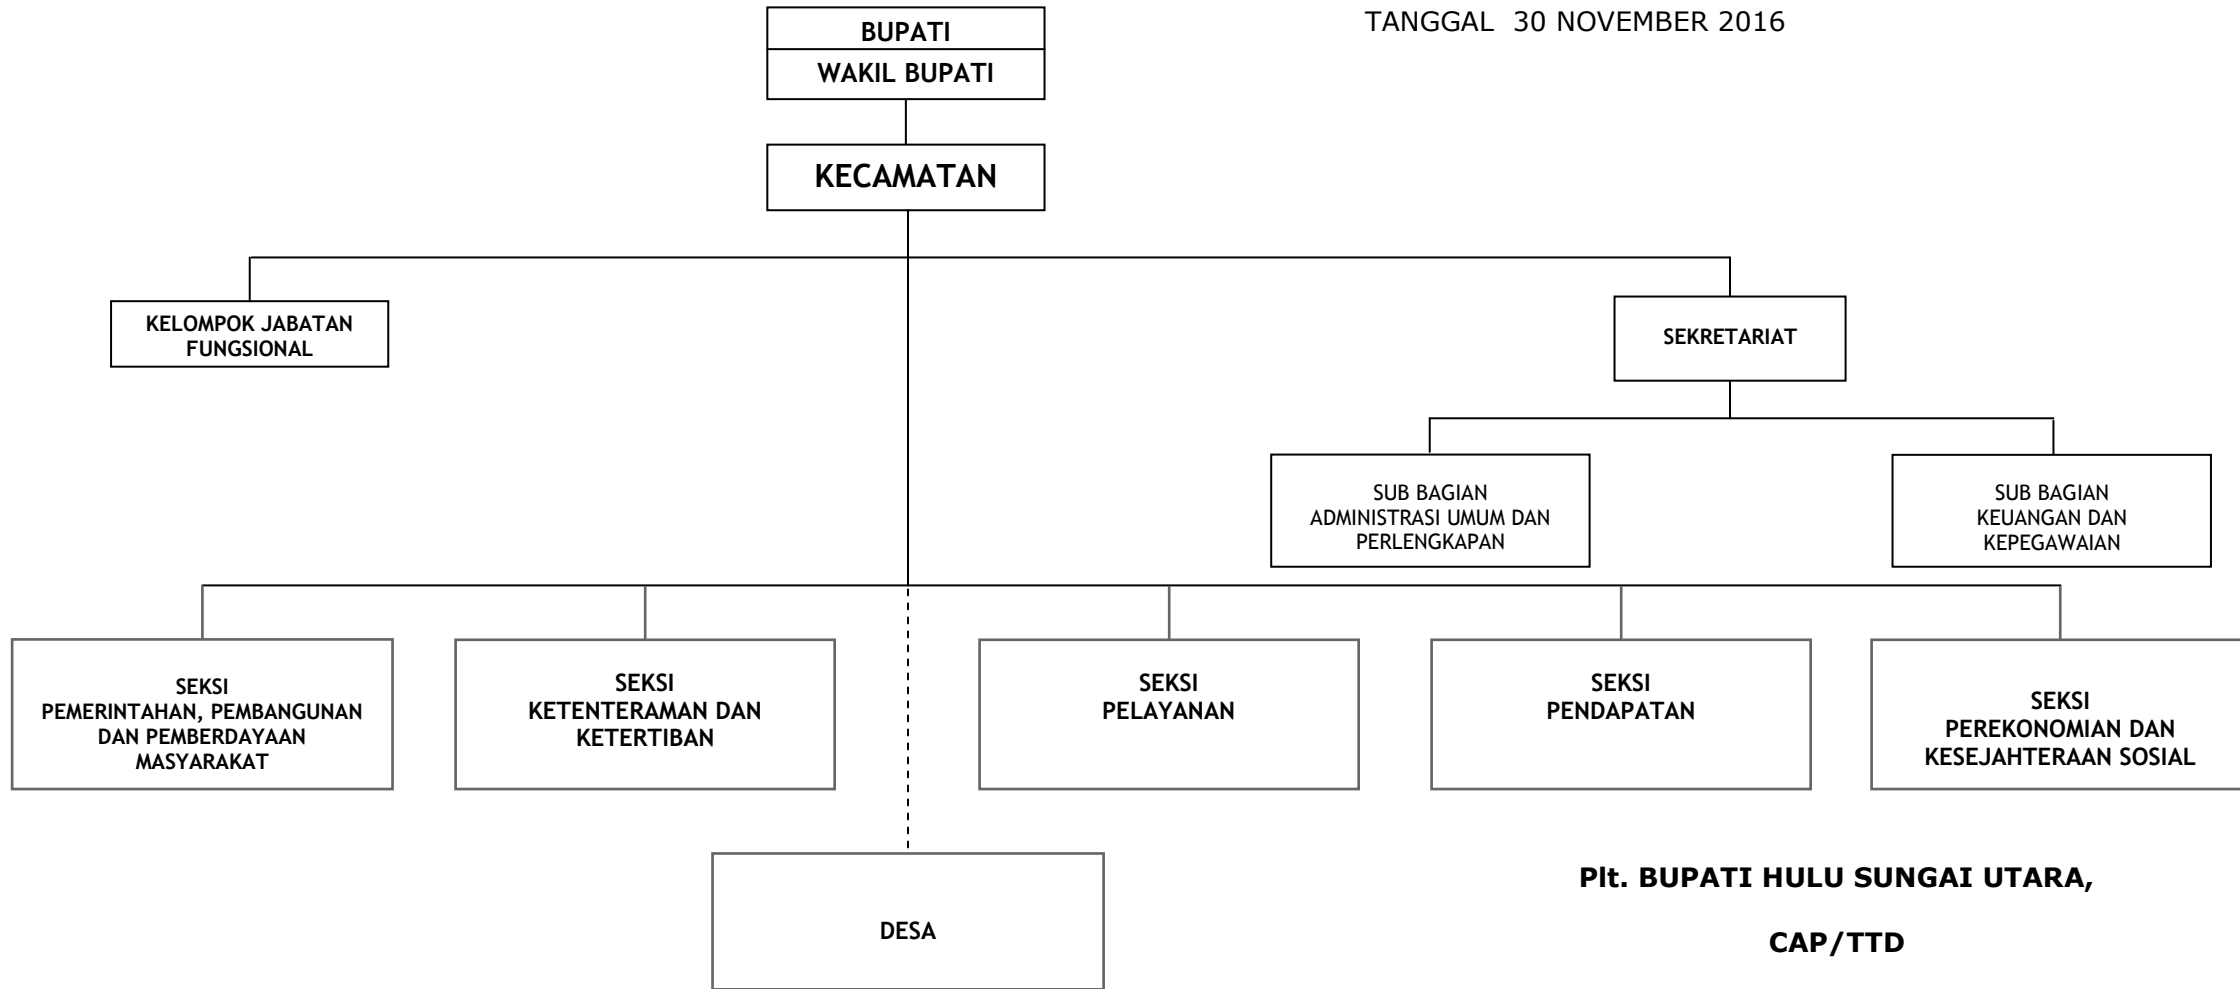 TANGGAL 30 NOVEMBER 2016
BUPATI
WAKIL BUPATI
KECAMATAN
KELOMPOK JABATAN
FUNGSIONAL
SEKRETARIAT
SUB BAGIAN
ADMINISTRASI UMUM DAN
PERLENGKAPAN
SUB BAGIAN
KEUANGAN DAN
KEPEGAWAIAN
SEKSI
PEMERINTAHAN, PEMBANGUNAN
DAN PEMBERDAYAAN
MASYARAKAT
SEKSI
KETENTERAMAN DAN
KETERTIBAN
SEKSI
PELAYANAN
SEKSI
PENDAPATAN
SEKSI
PEREKONOMIAN DAN
KESEJAHTERAAN SOSIAL
DESA
Plt. BUPATI HULU SUNGAI UTARA,
CAP/TTD